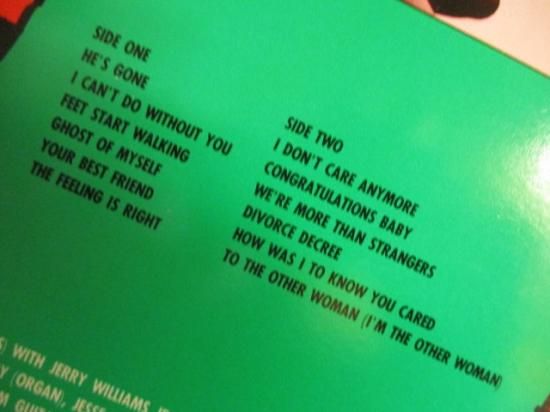 SIDE ONE
HE'S GONE
I CAN'T DO WITHOUT YOU
FEET START WALKING
GHOST OF MYSELF
YOUR BEST FRIEND
THE FEELING IS RIGHT
SIDE TWO
I DON'T CARE ANYMORE
CONGRATULATIONS BABY
WE'RE MORE THAN STRANGERS
DIVORCE DECREE
HOW WAS I TO KNOW YOU CARED
TO THE OTHER WOMAN (I'M THE OTHER WOMAN)
WITH JERRY WILLIAMS,
(ORGAN),